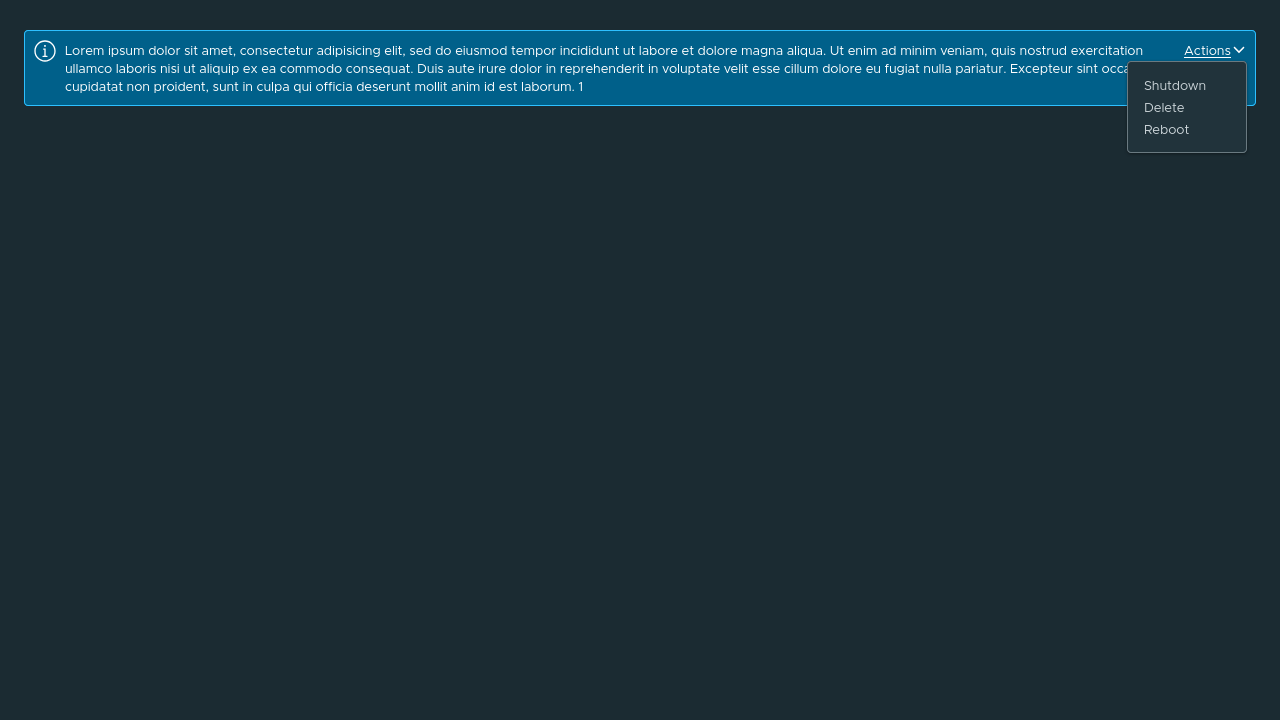 Lorem ipsum dolor sit amet, consectetur adipisicing elit, sed do eiusmod tempor incididunt ut labore et dolore magna aliqua. Ut enim ad minim veniam, quis nostrud exercitation
ullamco laboris nisi ut aliquip ex ea commodo consequat. Duis aute irure dolor in reprehenderit in voluptate velit esse cillum dolore eu fugiat nulla pariatur. Excepteur sint
cupidatat non proident, sunt in culpa qui officia deserunt mollit anim id est laborum. 1
Actions
Shutdown
Delete
Reboot